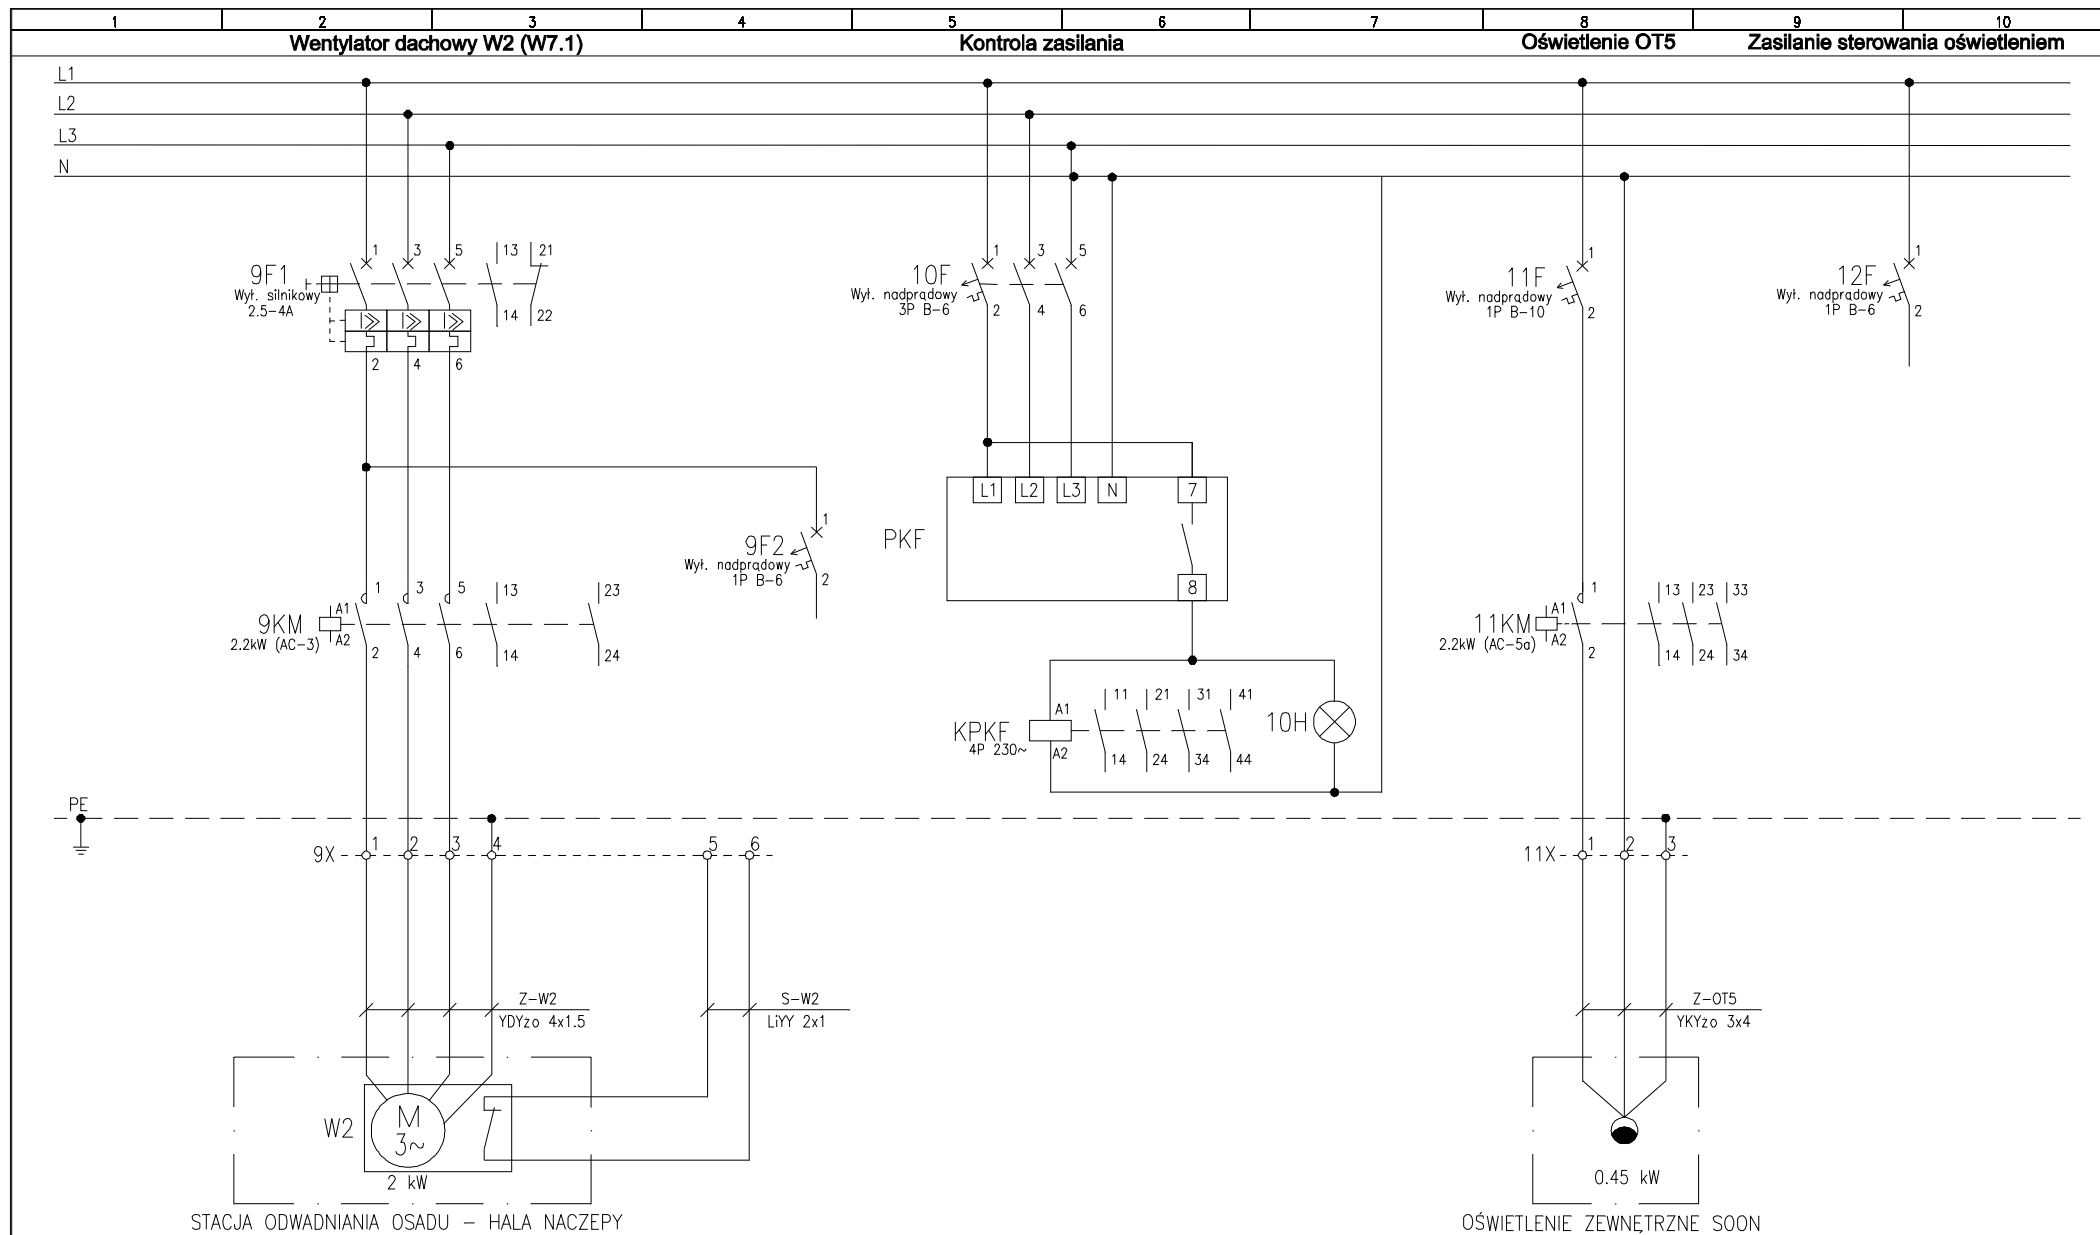 1 2 3 4 5 6 7 8 9 10
Wentylator dachowy W2 (W7.1) Kontrola zasilania Oświetlenie OT5 Zasilanie sterowania oświetleniem
L1
L2
L3
N
9F1
Wył. silnikowy
2.5-4A
1 3 5 13 21
14 22
2 4 6
10F
Wył. nadprądowy
3P B-6
1 3 5
2 4 6
11F
Wył. nadprądowy
1P B-10
1
2
12F
Wył. nadprądowy
1P B-6
1
2
9F2
Wył. nadprądowy
1P B-6
1
2
PKF
L1 L2 L3 N 7
8
9KM
2.2kW (AC-3)
A1
A2
1 3 5 13 23
2 4 6 14 24
11KM
2.2kW (AC-5a)
A1
A2
1 13 23 33
2 14 24 34
KPKF
4P 230~
A1
A2
11 21 31 41
14 24 34 44
10H
PE
9X 1 2 3 4 5 6
11X 1 2 3
Z-W2
YDYżo 4x1.5
S-W2
LiYY 2x1
Z-OT5
YKYżo 3x4
W2
M
3~
2 kW
0.45 kW
STACJA ODWADNIANIA OSADU - HALA NACZEPY
OŚWIETLENIE ZEWNĘTRZNE SOON